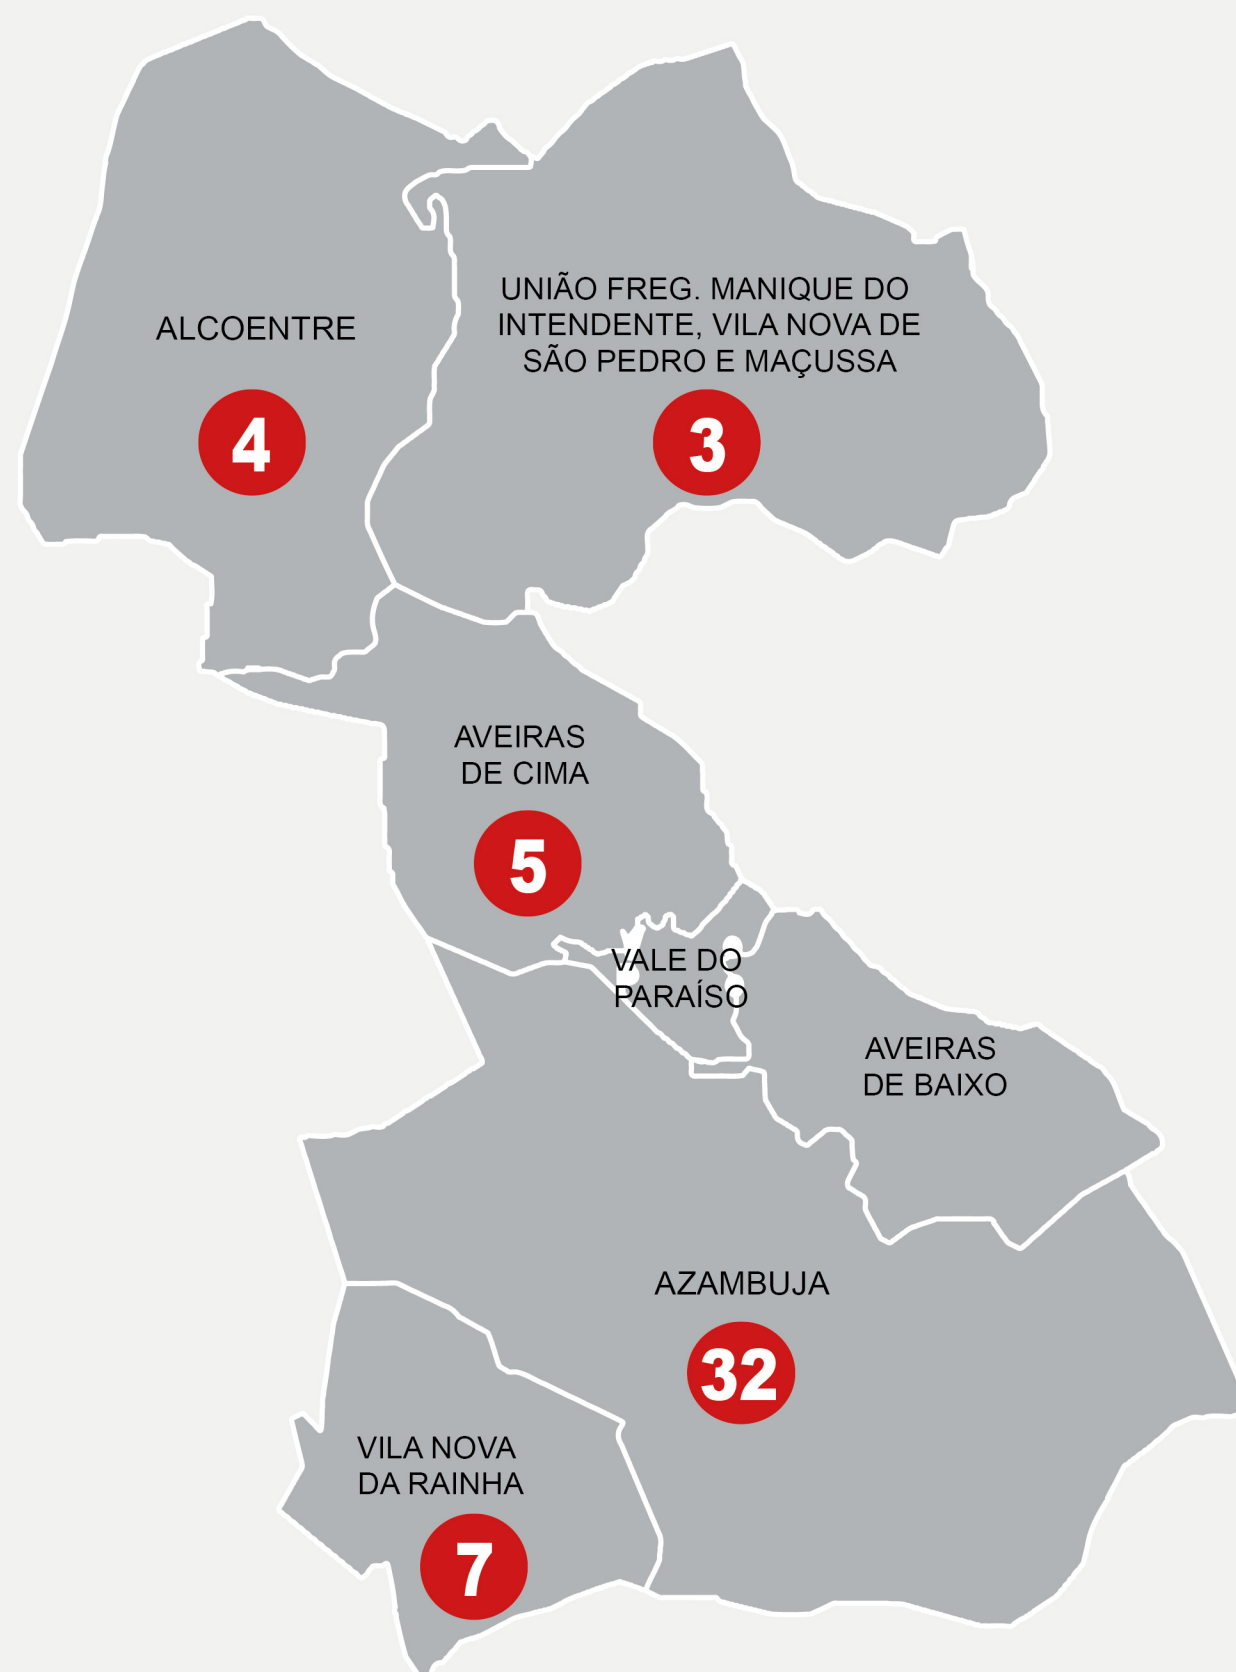 ALCOENTRE
4
UNIÃO FREG. MANIQUE DO
INTENDENTE, VILA NOVA DE
SÃO PEDRO E MAÇUSSA
3
AVEIRAS
DE CIMA
5
VALE DO
PARAÍSO
AVEIRAS
DE BAIXO
AZAMBUJA
32
VILA NOVA
DA RAINHA
7